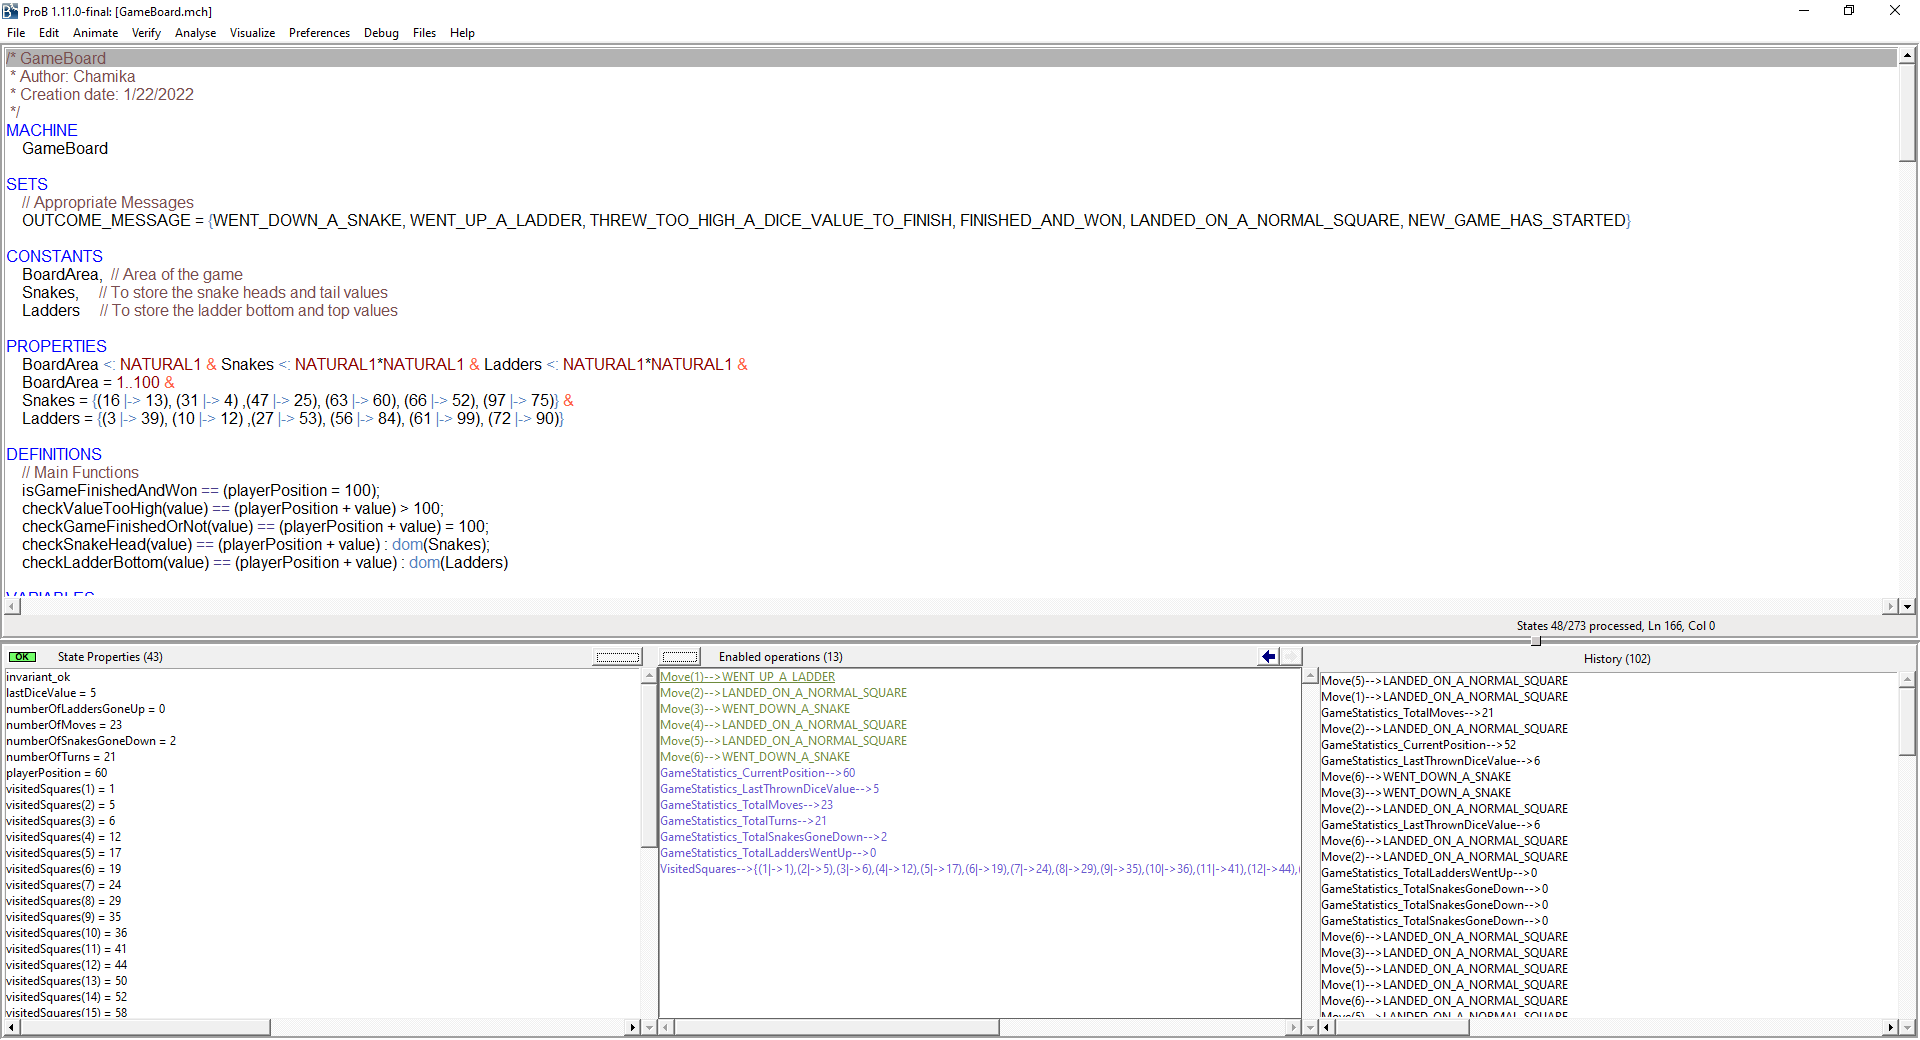 ProB 1.11.0-final: [GameBoard.mch]
File Edit Animate Verify Analyse Visualize Preferences Debug Files Help
/* GameBoard
* Author: Chamika
* Creation date: 1/22/2022
*/
MACHINE
GameBoard
SETS
// Appropriate Messages
OUTCOME_MESSAGE = {WENT_DOWN_A_SNAKE, WENT_UP_A_LADDER, THREW_TOO_HIGH_A_DICE_VALUE_TO_FINISH, FINISHED_AND_WON, LANDED_ON_A_NORMAL_SQUARE, NEW_GAME_HAS_STARTED}
CONSTANTS
BoardArea, // Area of the game
Snakes, // To store the snake heads and tail values
Ladders // To store the ladder bottom and top values
PROPERTIES
BoardArea <: NATURAL1 & Snakes <: NATURAL1*NATURAL1 & Ladders <: NATURAL1*NATURAL1 &
BoardArea = 1..100 &
Snakes = {(16 |-> 13), (31 |-> 4) ,(47 |-> 25), (63 |-> 60), (66 |-> 52), (97 |-> 75)} &
Ladders = {(3 |-> 39), (10 |-> 12) ,(27 |-> 53), (56 |-> 84), (61 |-> 99), (72 |-> 90)}
DEFINITIONS
// Main Functions
isGameFinishedAndWon == (playerPosition = 100);
checkValueTooHigh(value) == (playerPosition + value) > 100;
checkGameFinishedOrNot(value) == (playerPosition + value) = 100;
checkSnakeHead(value) == (playerPosition + value) : dom(Snakes);
checkLadderBottom(value) == (playerPosition + value) : dom(Ladders)
VARIABLES
States 48/273 processed, Ln 166, Col 0
OK State Properties (43)
invariant_ok
lastDiceValue = 5
numberOfLaddersGoneUp = 0
numberOfMoves = 23
numberOfSnakesGoneDown = 2
numberOfTurns = 21
playerPosition = 60
visitedSquares(1) = 1
visitedSquares(2) = 5
visitedSquares(3) = 6
visitedSquares(4) = 12
visitedSquares(5) = 17
visitedSquares(6) = 19
visitedSquares(7) = 24
visitedSquares(8) = 29
visitedSquares(9) = 35
visitedSquares(10) = 36
visitedSquares(11) = 41
visitedSquares(12) = 44
visitedSquares(13) = 50
visitedSquares(14) = 52
visitedSquares(15) = 58
Enabled operations (13)
Move(1)-->WENT_UP_A_LADDER
Move(2)-->LANDED_ON_A_NORMAL_SQUARE
Move(3)-->WENT_DOWN_A_SNAKE
Move(4)-->LANDED_ON_A_NORMAL_SQUARE
Move(5)-->LANDED_ON_A_NORMAL_SQUARE
Move(6)-->WENT_DOWN_A_SNAKE
GameStatistics_CurrentPosition-->60
GameStatistics_LastThrownDiceValue-->5
GameStatistics_TotalMoves-->23
GameStatistics_TotalTurns-->21
GameStatistics_TotalSnakesGoneDown-->2
GameStatistics_TotalLaddersWentUp-->0
VisitedSquares-->{(1|->1),(2|->5),(3|->6),(4|->12),(5|->17),(6|->19),(7|->24),(8|->29),(9|->35),(10|->36),(11|->41),(12|->44),
History (102)
Move(5)-->LANDED_ON_A_NORMAL_SQUARE
Move(1)-->LANDED_ON_A_NORMAL_SQUARE
GameStatistics_TotalMoves-->21
Move(2)-->LANDED_ON_A_NORMAL_SQUARE
GameStatistics_CurrentPosition-->52
GameStatistics_LastThrownDiceValue-->6
Move(6)-->WENT_DOWN_A_SNAKE
Move(3)-->WENT_DOWN_A_SNAKE
Move(2)-->LANDED_ON_A_NORMAL_SQUARE
GameStatistics_LastThrownDiceValue-->6
Move(6)-->LANDED_ON_A_NORMAL_SQUARE
Move(2)-->LANDED_ON_A_NORMAL_SQUARE
GameStatistics_TotalLaddersWentUp-->0
GameStatistics_TotalSnakesGoneDown-->0
GameStatistics_TotalSnakesGoneDown-->0
GameStatistics_TotalSnakesGoneDown-->0
Move(6)-->LANDED_ON_A_NORMAL_SQUARE
Move(3)-->LANDED_ON_A_NORMAL_SQUARE
Move(5)-->LANDED_ON_A_NORMAL_SQUARE
Move(1)-->LANDED_ON_A_NORMAL_SQUARE
Move(6)-->LANDED_ON_A_NORMAL_SQUARE
Move(5)-->LANDED_ON_A_NORMAL_SQUARE